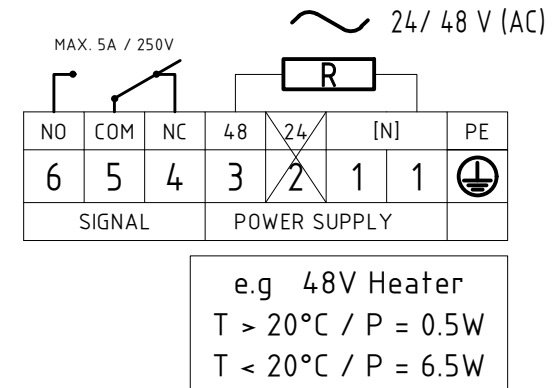 24/ 48 V (AC)
MAX. 5A / 250V
R
NO COM NC 48 24 [N] PE
6 5 4 3 2 1 1
SIGNAL POWER SUPPLY
e.g 48V Heater
T > 20°C / P = 0.5W
T < 20°C / P = 6.5W